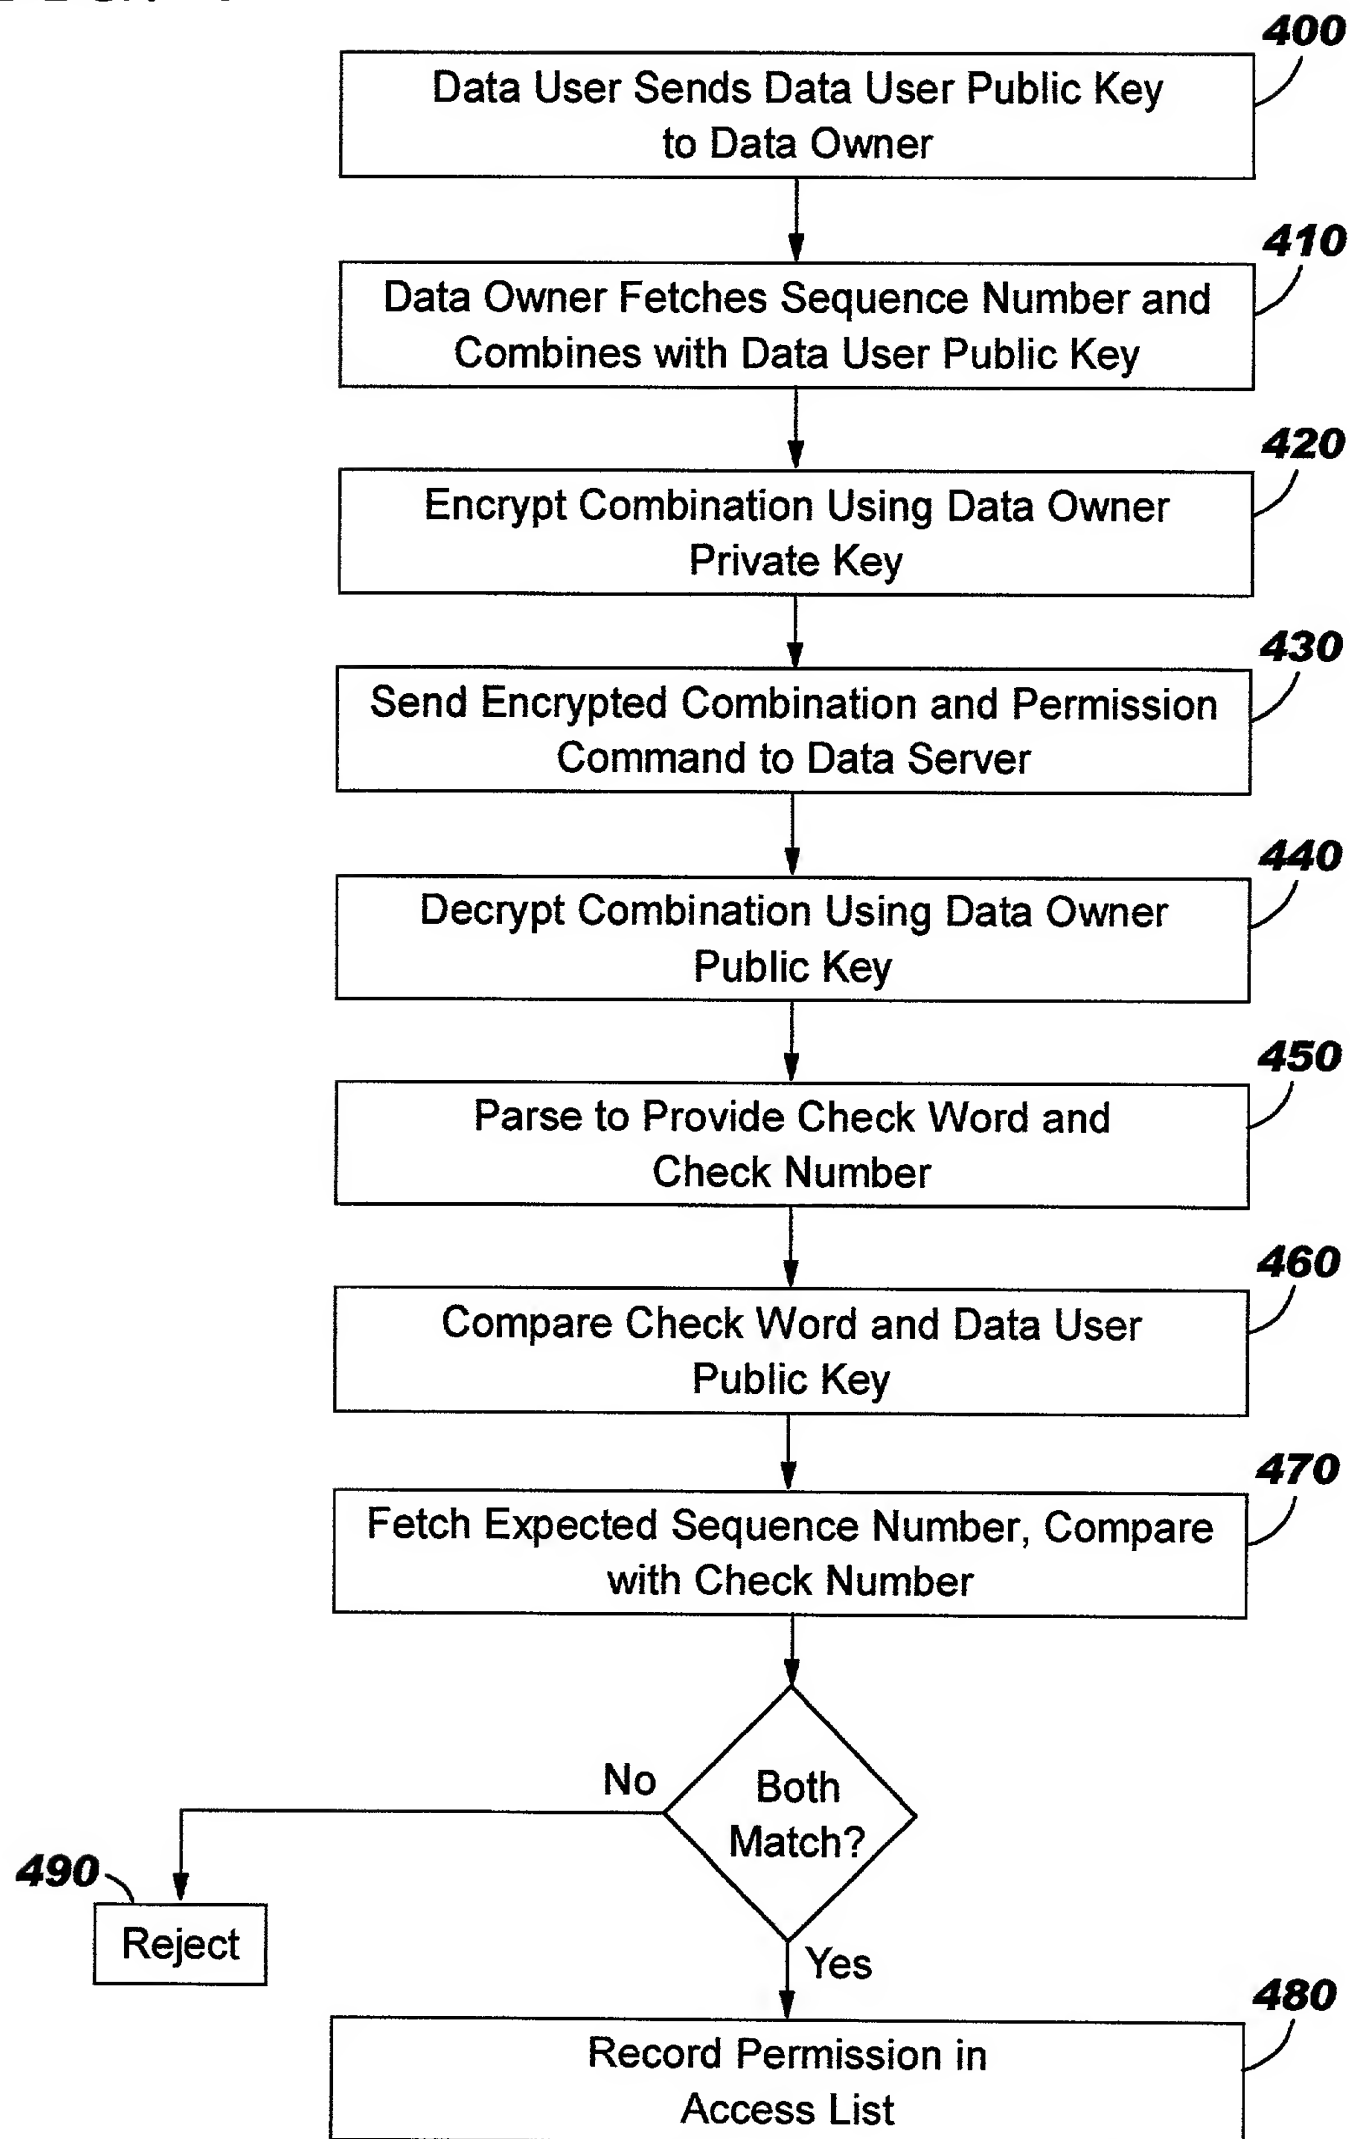 400
Data User Sends Data User Public Key
to Data Owner
410
Data Owner Fetches Sequence Number and
Combines with Data User Public Key
420
Encrypt Combination Using Data Owner
Private Key
430
Send Encrypted Combination and Permission
Command to Data Server
440
Decrypt Combination Using Data Owner
Public Key
450
Parse to Provide Check Word and
Check Number
460
Compare Check Word and Data User
Public Key
470
Fetch Expected Sequence Number, Compare
with Check Number
No
Both
Match?
490
Reject
Yes
480
Record Permission in
Access List